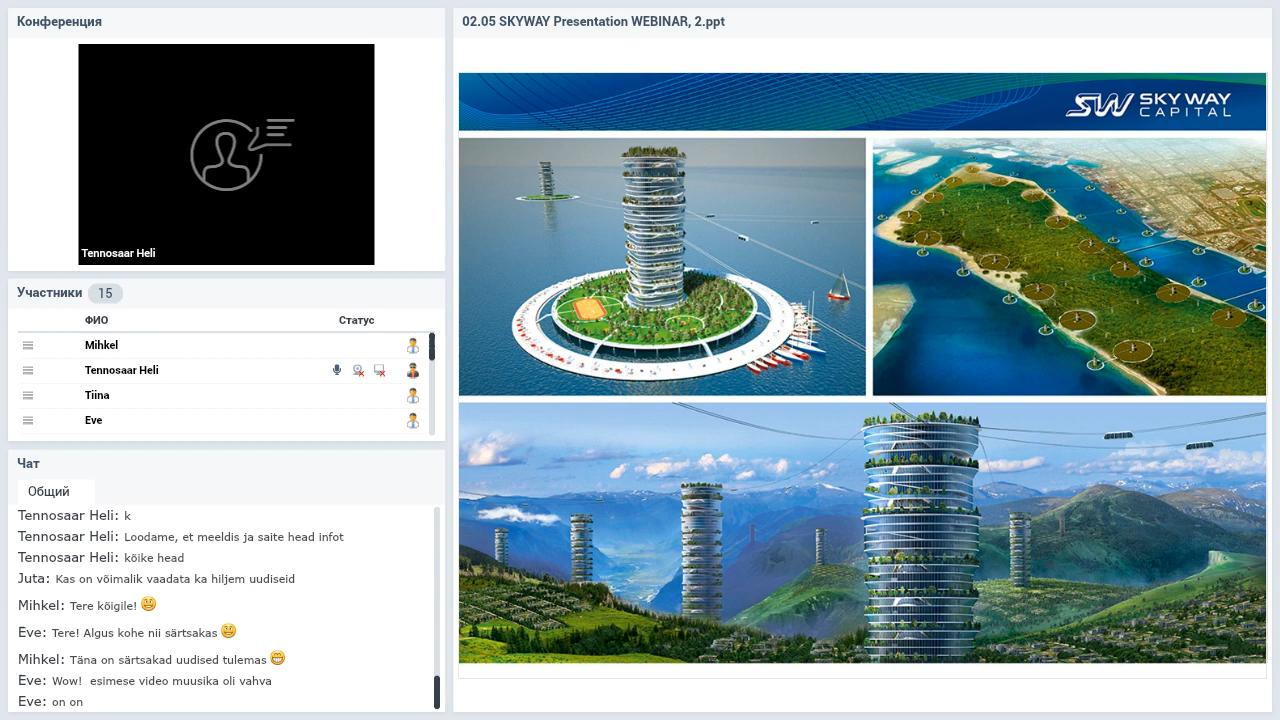 Конференция
Tennosaar Heli
Участники 15
ФИО Статус
Mihkel
Tennosaar Heli
Tiina
Eve
Чат
Общий
Tennosaar Heli: k
Tennosaar Heli: Loodame, et meeldis ja saite head infot
Tennosaar Heli: kõike head
Juta: Kas on võimalik vaadata ka hiljem uudiseid
Mihkel: Tere kõigile!
Eve: Tere! Algus kohe nii särtsakas
Mihkel: Täna on särtsakad uudised tulemas
Eve: Wow! esimese video muusika oli vahva
Eve: on on
02.05 SKYWAY Presentation WEBINAR, 2.ppt
SW SKY WAY
CAPITAL